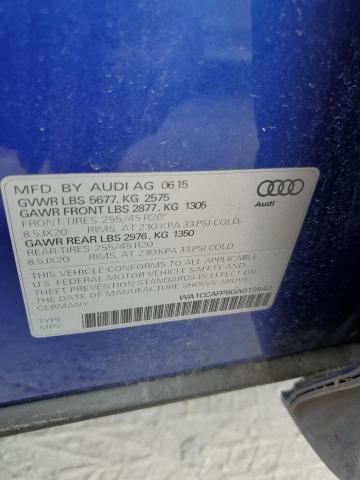 MFD. BY AUDI AG 06 15
GVWR LBS 5677, KG 2575
GAWR FRONT LBS 2877, KG 1305
FRONT-TIRES 255/45 R20
8.5JX20 RIMS, AT 230 KPA 33 PSI COLD
GAWR REAR LBS 2976, KG 1350
REAR-TIRES 255/45 R20
8.5JX20 RIMS, AT 230 KPA 33 PSI COLD
THIS VEHICLE CONFORMS TO ALL APPLICABLE
U.S. FEDERAL MOTOR VEHICLE SAFETY
BUMPER AND THEFT PREVENTION
STANDARDS IN EFFECT ON THE
DATE OF MANUFACTURE SHOWN ABOVE
GERMANY
TYPE
MPV
Audi